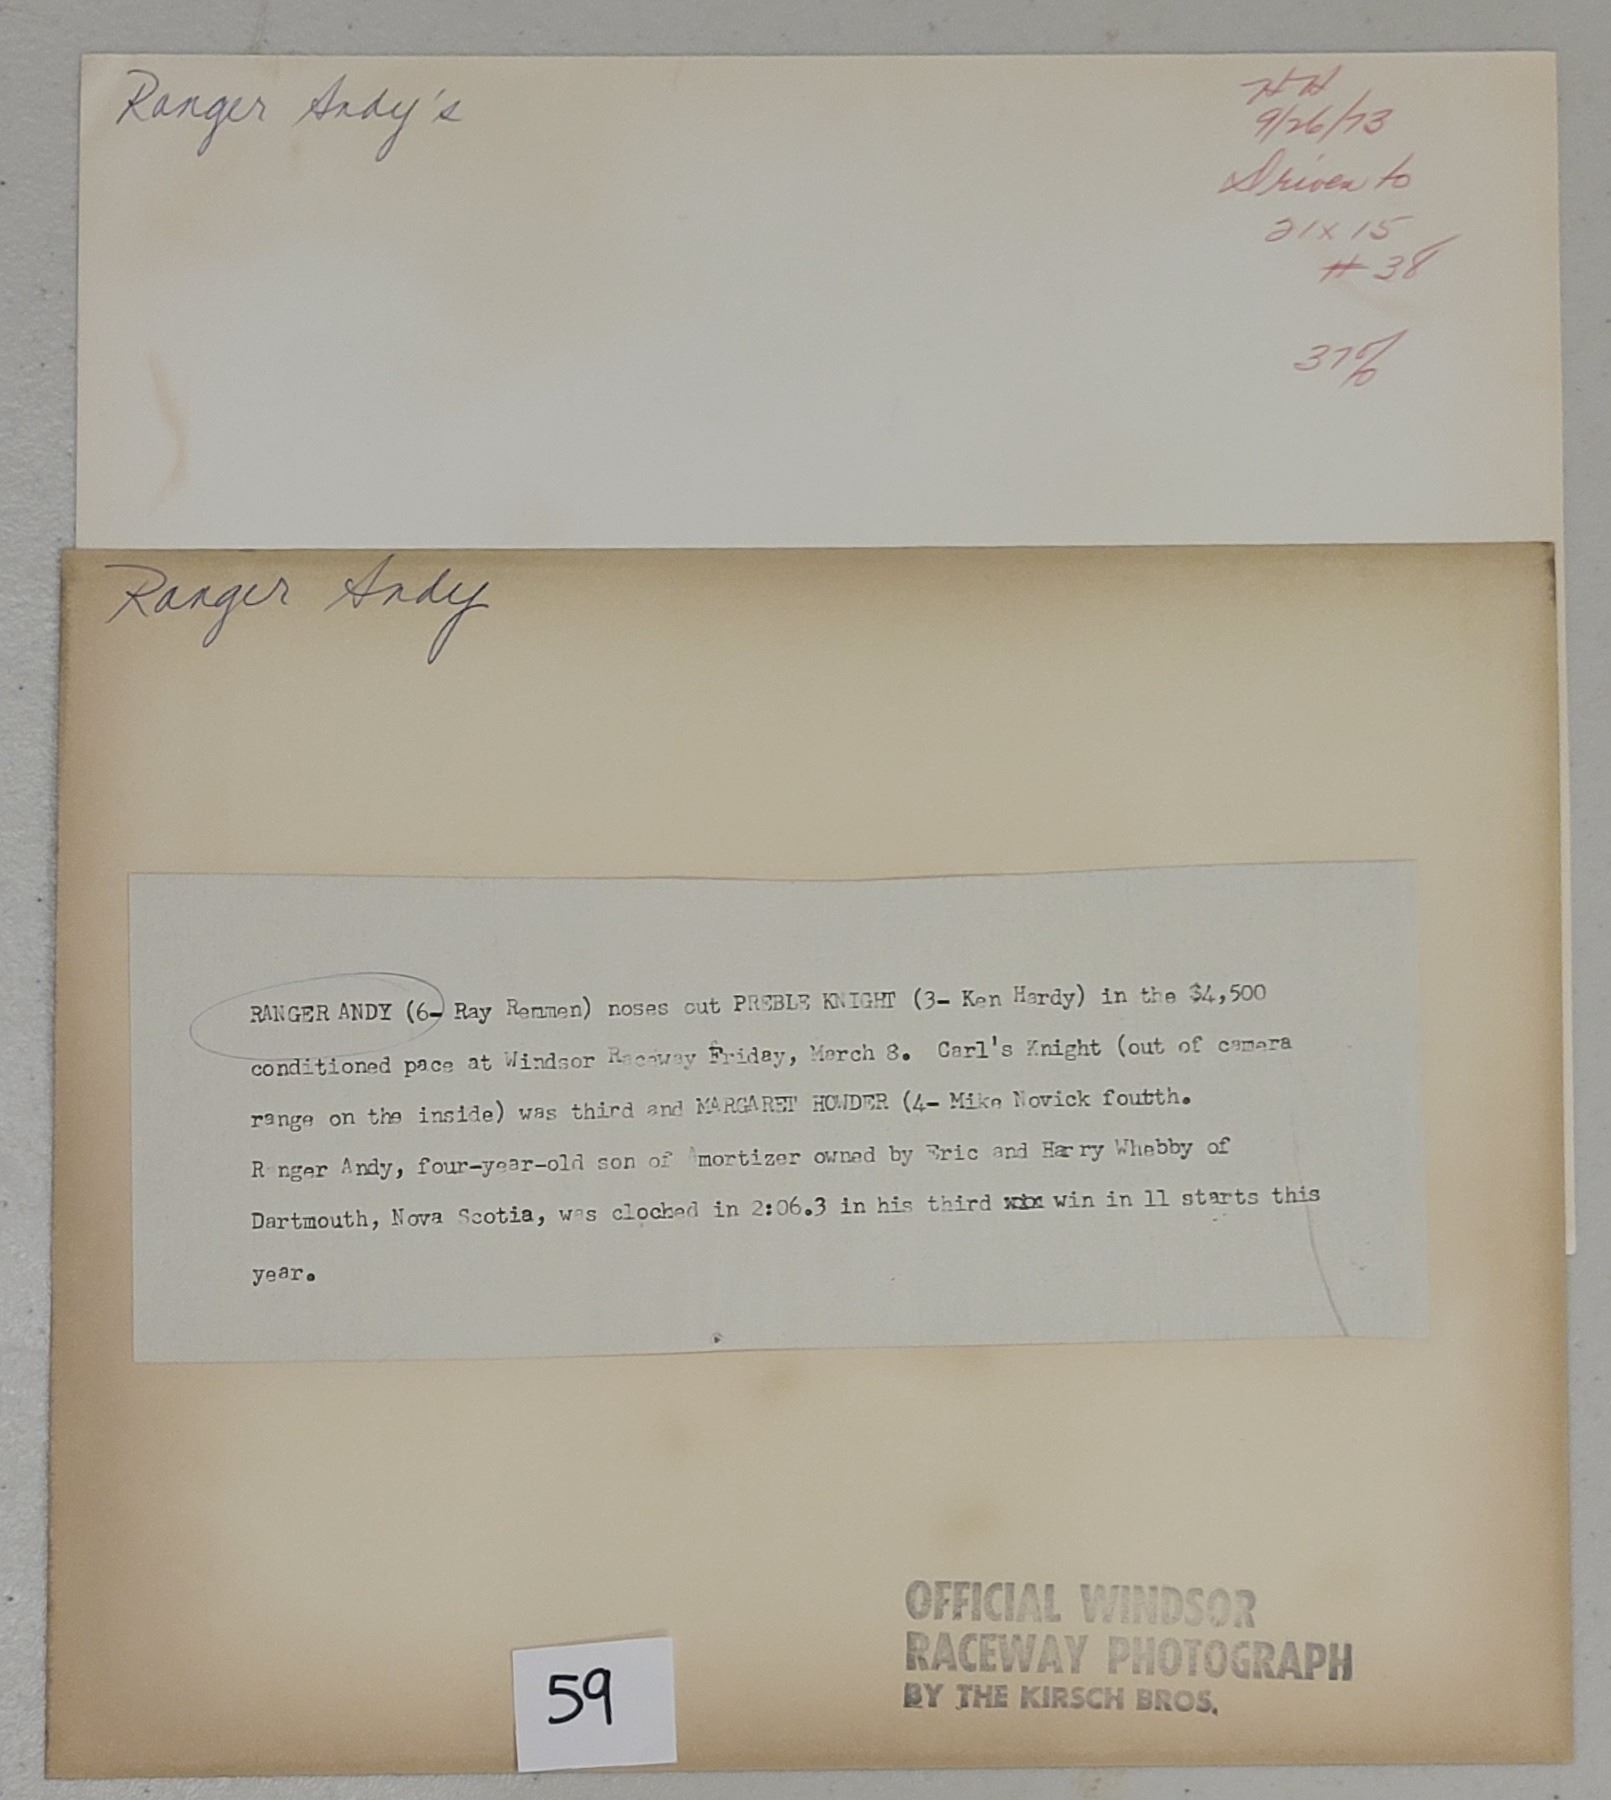 Ranger Andy's
HH
9/26/73
Driven to
21 x 15
# 38
37%
Ranger Andy
RANGER ANDY (6- Ray Remmen) noses out PREBLE KNIGHT (3- Ken Hardy) in the $4,500
conditioned pace at Windsor Raceway Friday, March 8. Carl's Knight (out of camera
range on the inside) was third and MARGARET HOWDER (4- Mike Novick foutth.
Ranger Andy, four-year-old son of Amortizer owned by Eric and Harry Whebby of
Dartmouth, Nova Scotia, was clocked in 2:06.3 in his third win in 11 starts this
year.
OFFICIAL WINDSOR
RACEWAY PHOTOGRAPH
BY THE KIRSCH BROS.
59